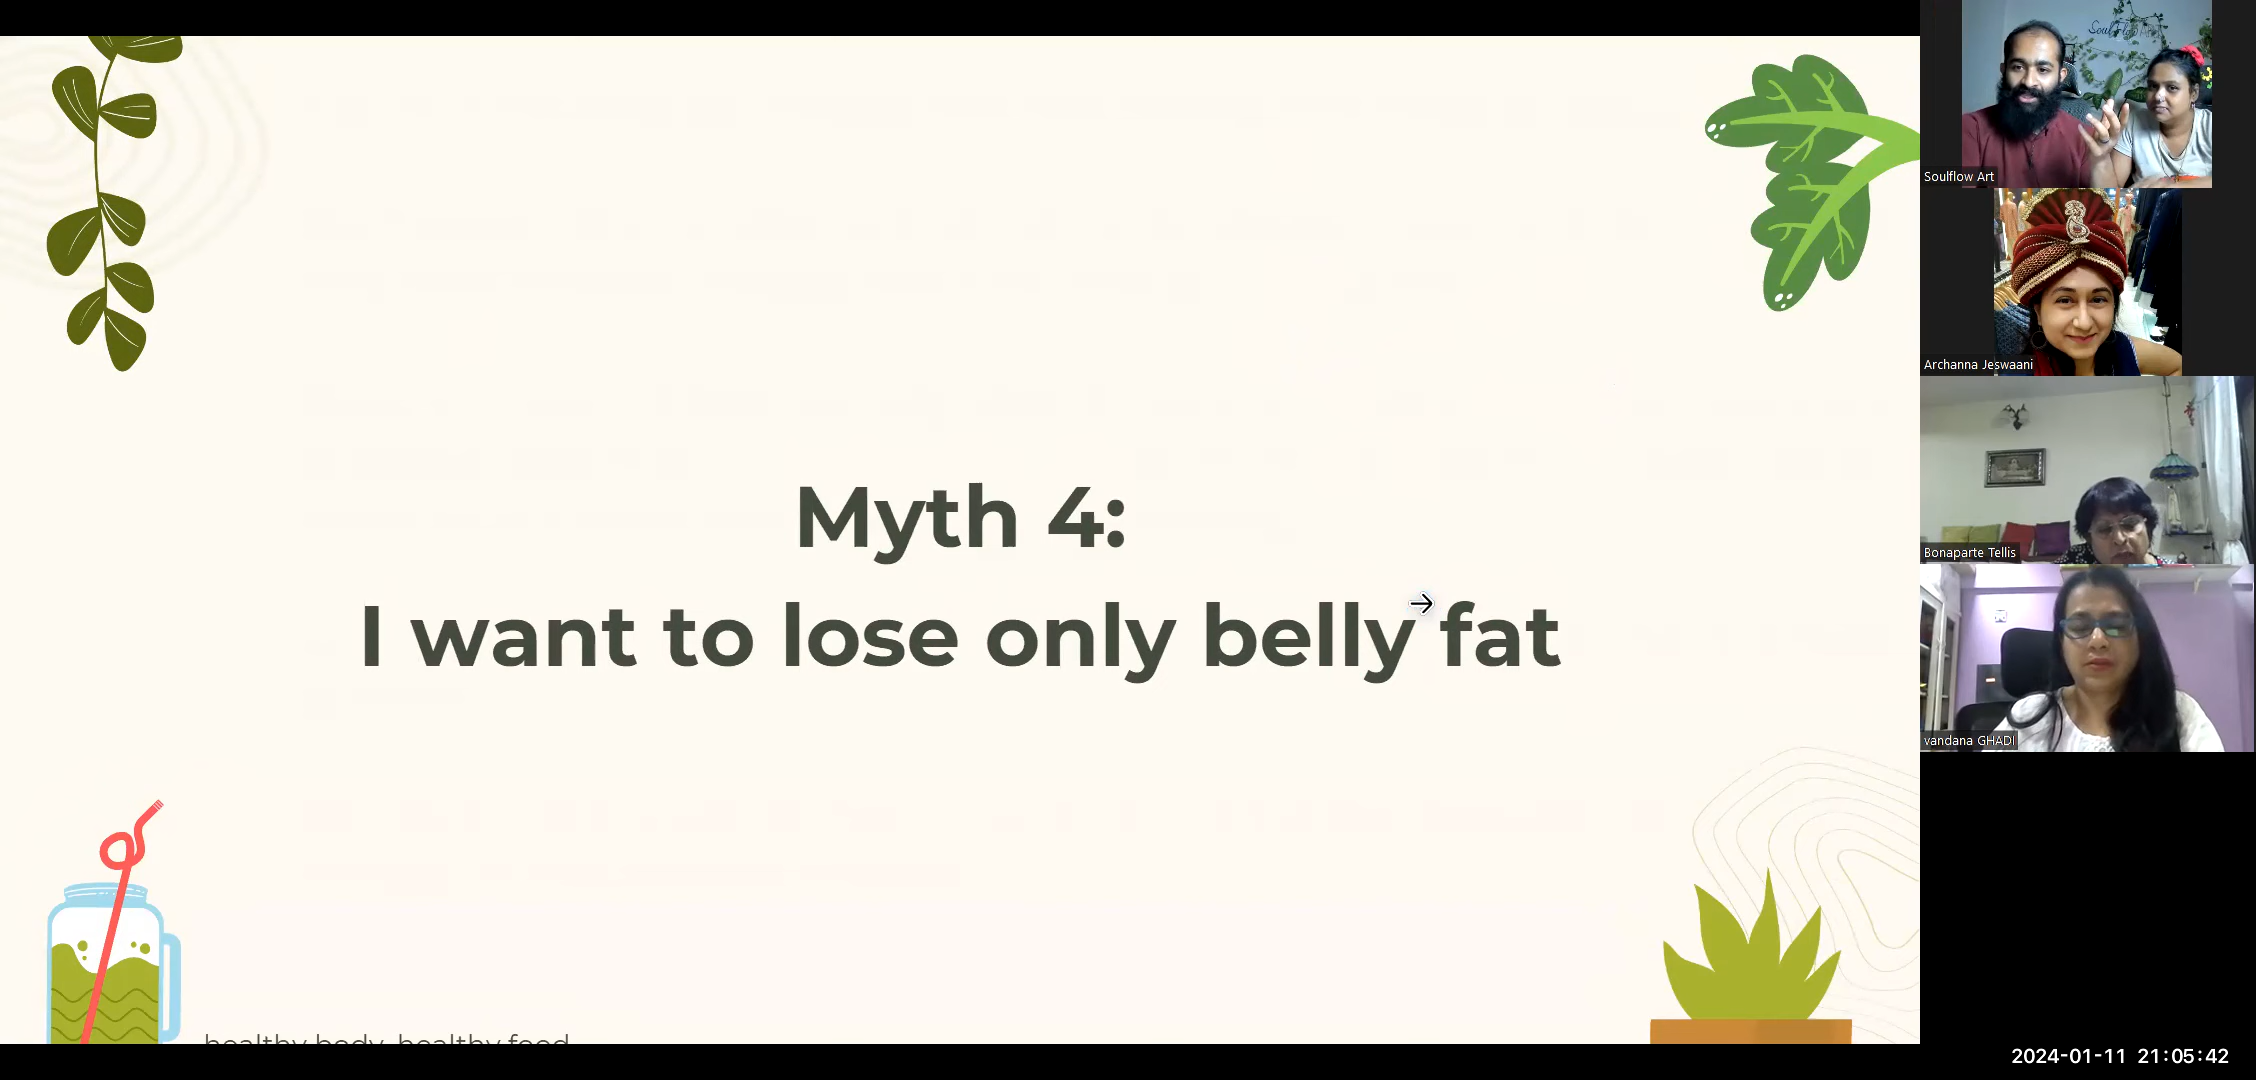 Myth 4:
I want to lose only belly fat
healthy body, healthy food
Soulflow Art
Archanna Jeswaani
Bonaparte Tellis
vandana GHADI
2024-01-11 21:05:42